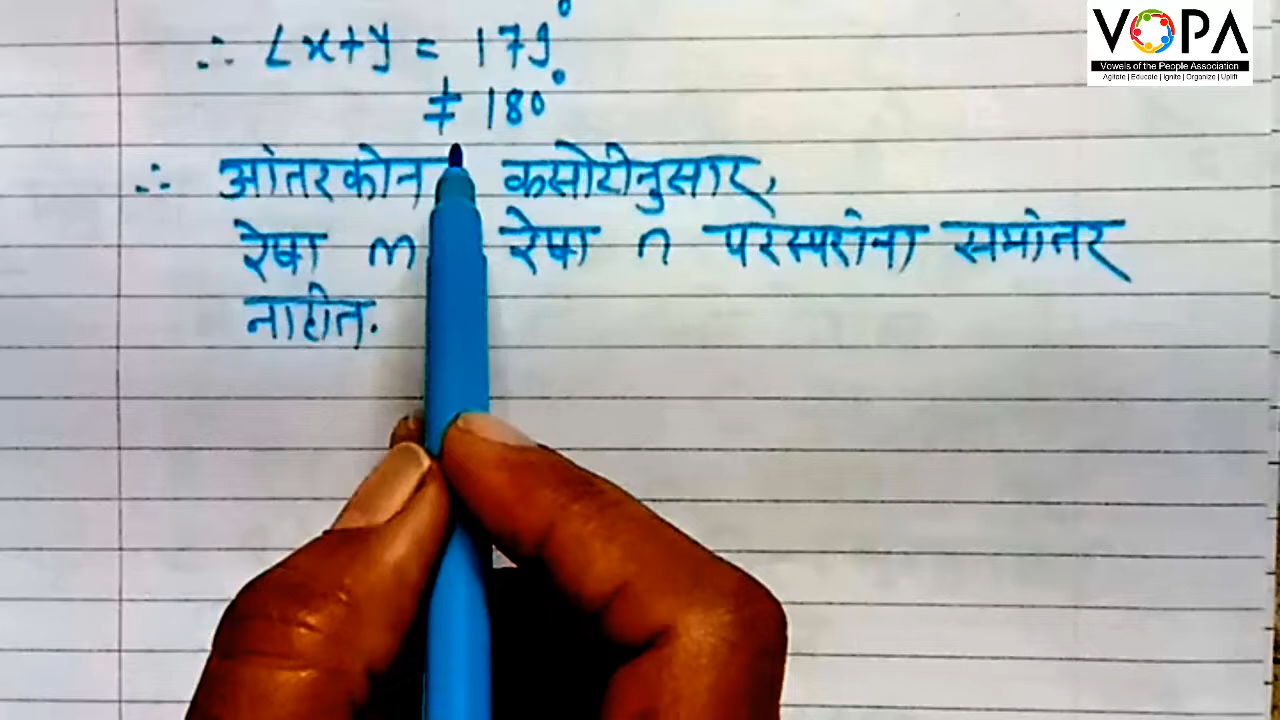 ∴ ∠x+y = 179°
≠ 180°
∴ आंतरकोन कसोटीनुसार,
रेषा m रेषा n परस्परांना समांतर
नाहीत.
VOPA
Vowels of the People Association
Agitate | Educate | Ignite | Organize | Uplift